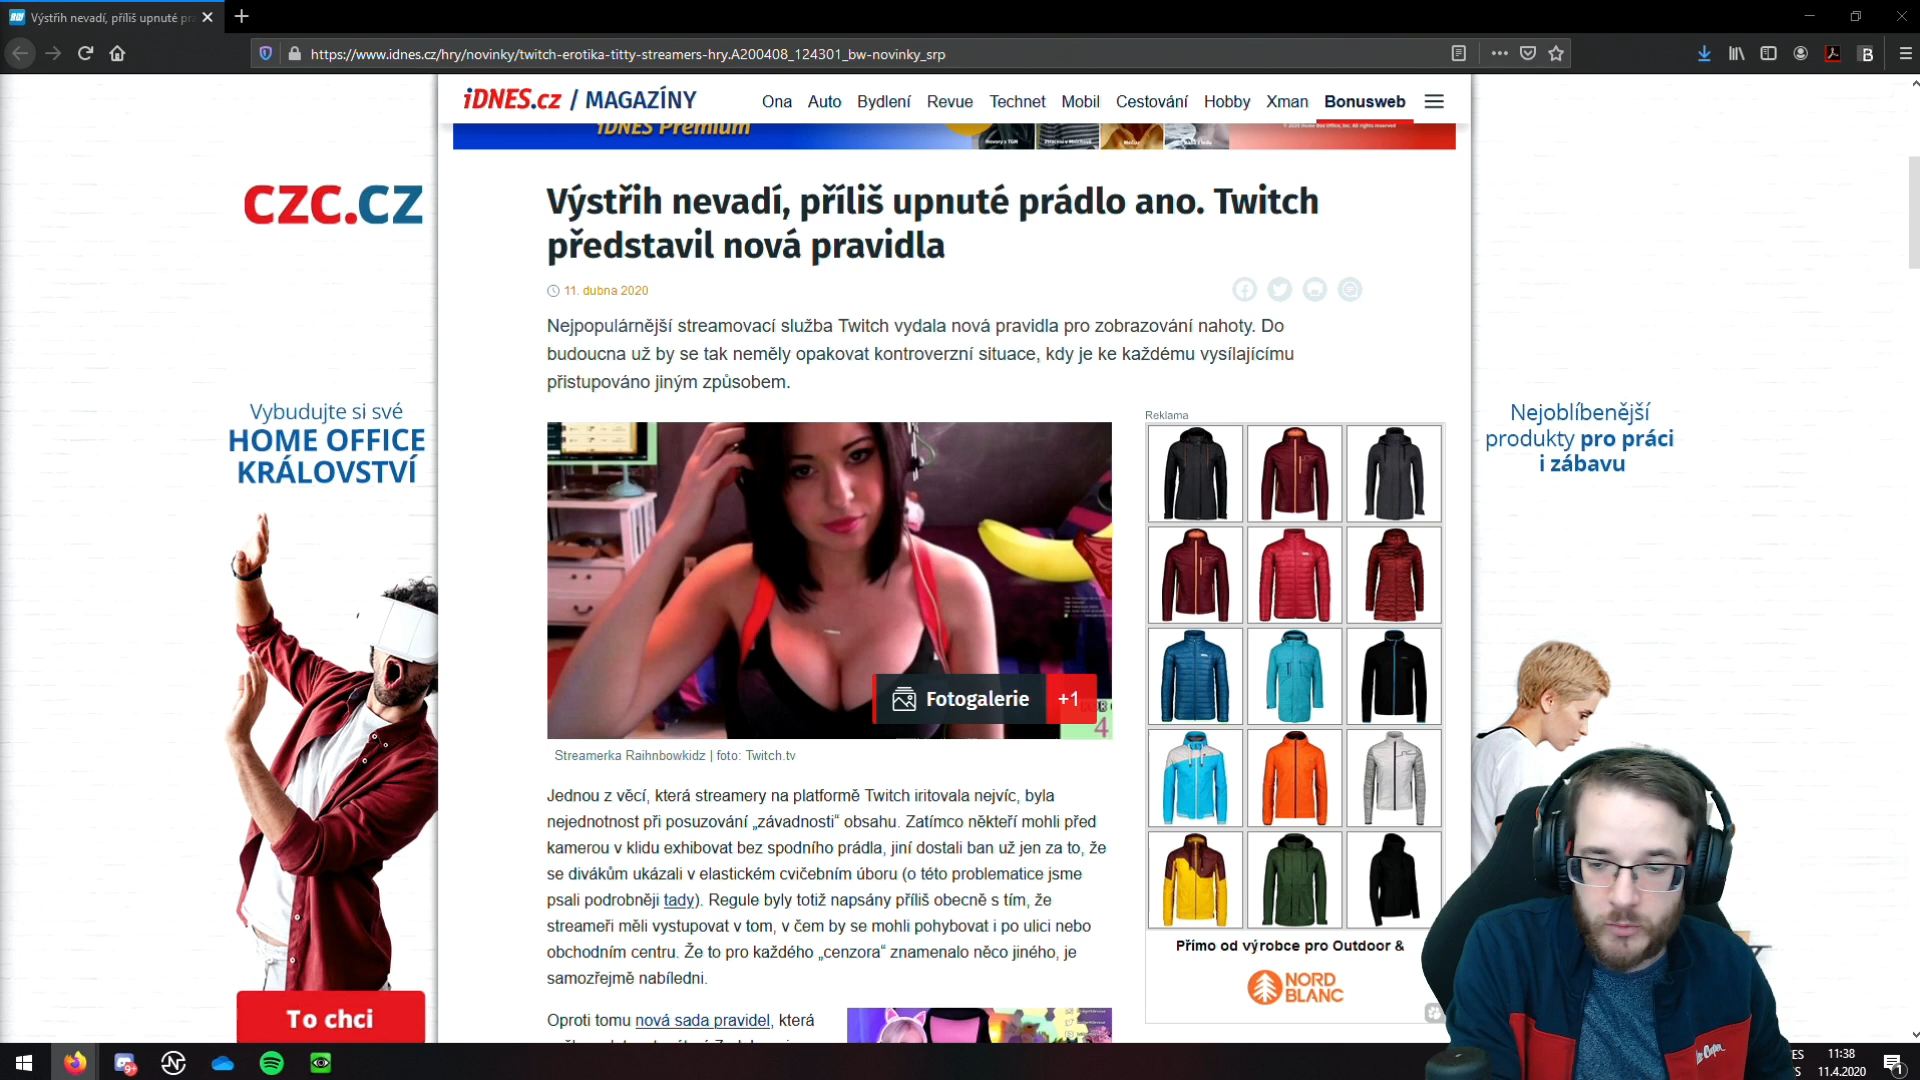 Výstřih nevadí, příliš upnuté pr
https://www.idnes.cz/hry/novinky/twitch-erotika-titty-streamers-hry.A200408_124301_bw-novinky_srp
iDNES.cz / MAGAZÍNY
Ona Auto Bydlení Revue Technet Mobil Cestování Hobby Xman Bonusweb
iDNES Premium
CZC.CZ
Vybudujte si své
HOME OFFICE
KRÁLOVSTVÍ
To chci
Výstřih nevadí, příliš upnuté prádlo ano. Twitch
představil nová pravidla
11. dubna 2020
Nejpopulárnější streamovací služba Twitch vydala nová pravidla pro zobrazování nahoty. Do
budoucna už by se tak neměly opakovat kontroverzní situace, kdy je ke každému vysílajícímu
přistupováno jiným způsobem.
Fotogalerie +1
4
Streamerka Raihnbowkidz | foto: Twitch.tv
Jednou z věcí, která streamery na platformě Twitch iritovala nejvíc, byla
nejednotnost při posuzování „závadnosti“ obsahu. Zatímco někteří mohli před
kamerou v klidu exhibovat bez spodního prádla, jiní dostali ban už jen za to, že
se divákům ukázali v elastickém cvičebním úboru (o této problematice jsme
psali podrobněji tady). Regule byly totiž napsány příliš obecně s tím, že
streameři měli vystupovat v tom, v čem by se mohli pohybovat i po ulici nebo
obchodním centru. Že to pro každého „cenzora“ znamenalo něco jiného, je
samozřejmě nabíledni.
Oproti tomu nová sada pravidel, která
Reklama
Přímo od výrobce pro Outdoor &
NORD
BLANC
Nejoblíbenější
produkty pro práci
i zábavu
Lee Cooper
9+
ES
11:38
11.4.2020
1